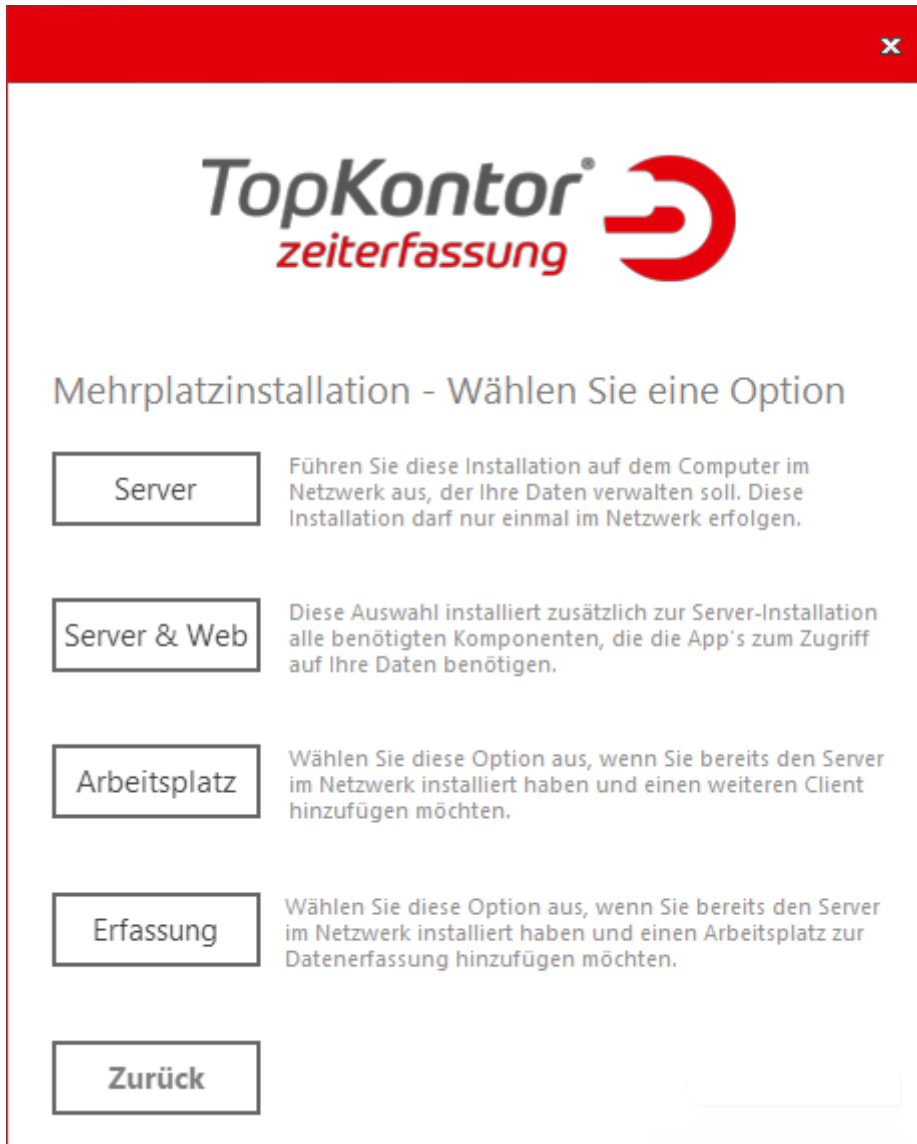 TopKontor®
zeiterfassung
Mehrplatzinstallation - Wählen Sie eine Option
Server
Führen Sie diese Installation auf dem Computer im
Netzwerk aus, der Ihre Daten verwalten soll. Diese
Installation darf nur einmal im Netzwerk erfolgen.
Server & Web
Diese Auswahl installiert zusätzlich zur Server-Installation
alle benötigten Komponenten, die die App's zum Zugriff
auf Ihre Daten benötigen.
Arbeitsplatz
Wählen Sie diese Option aus, wenn Sie bereits den Server
im Netzwerk installiert haben und einen weiteren Client
hinzufügen möchten.
Erfassung
Wählen Sie diese Option aus, wenn Sie bereits den Server
im Netzwerk installiert haben und einen Arbeitsplatz zur
Datenerfassung hinzufügen möchten.
Zurück